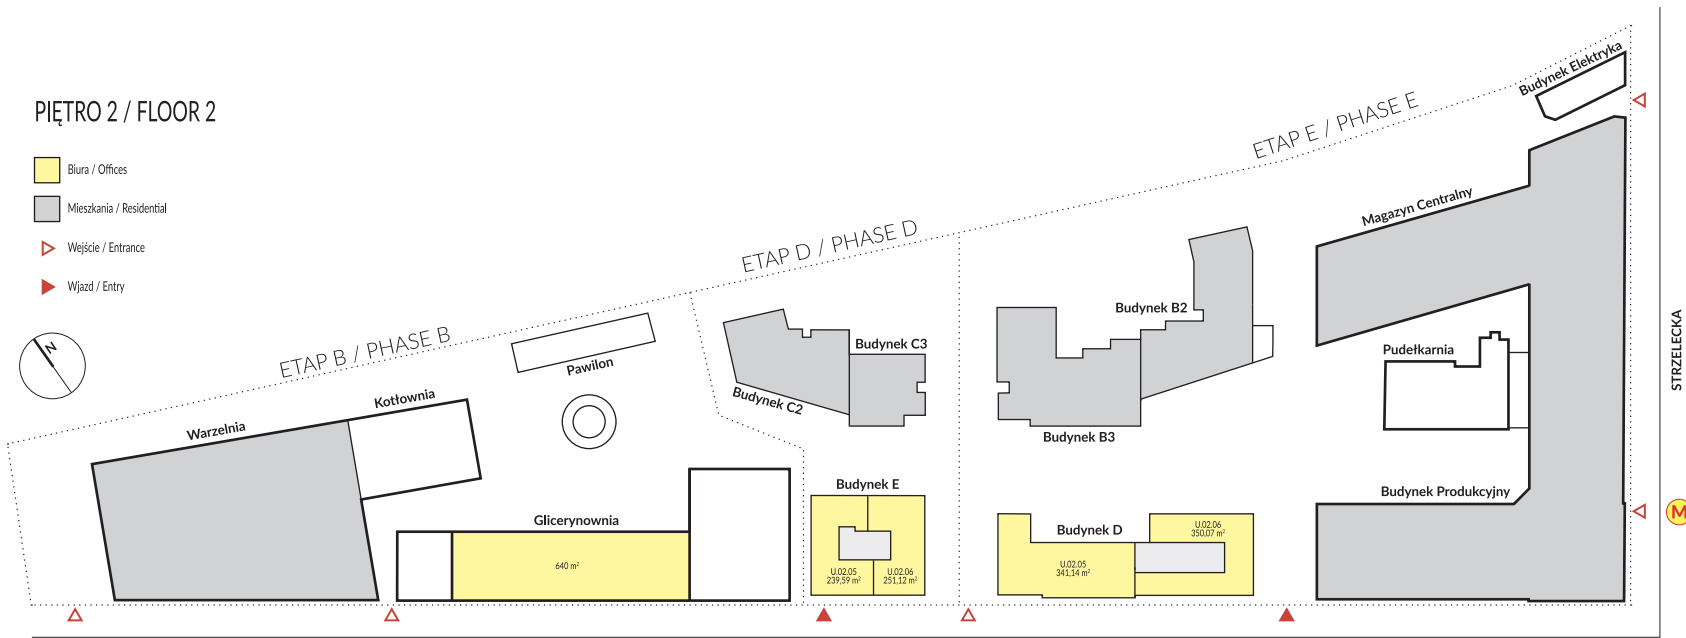 PIĘTRO 2 / FLOOR 2
Biura / Offices
Mieszkania / Residential
Wejście / Entrance
Wjazd / Entry
N
ETAP B / PHASE B
ETAP D / PHASE D
ETAP E / PHASE E
Budynek Elektryka
Magazyn Centralny
Budynek B2
Budynek C3
Pudełkarnia
STRZELECKA
Pawilon
Kotłownia
Budynek C2
Warzelnia
Budynek B3
Budynek E
Budynek Produkcyjny
M
Glicerynownia
Budynek D
U.02.06
350,07 m²
640 m²
U.02.05
239,59 m²
U.02.06
251,12 m²
U.02.05
341,14 m²